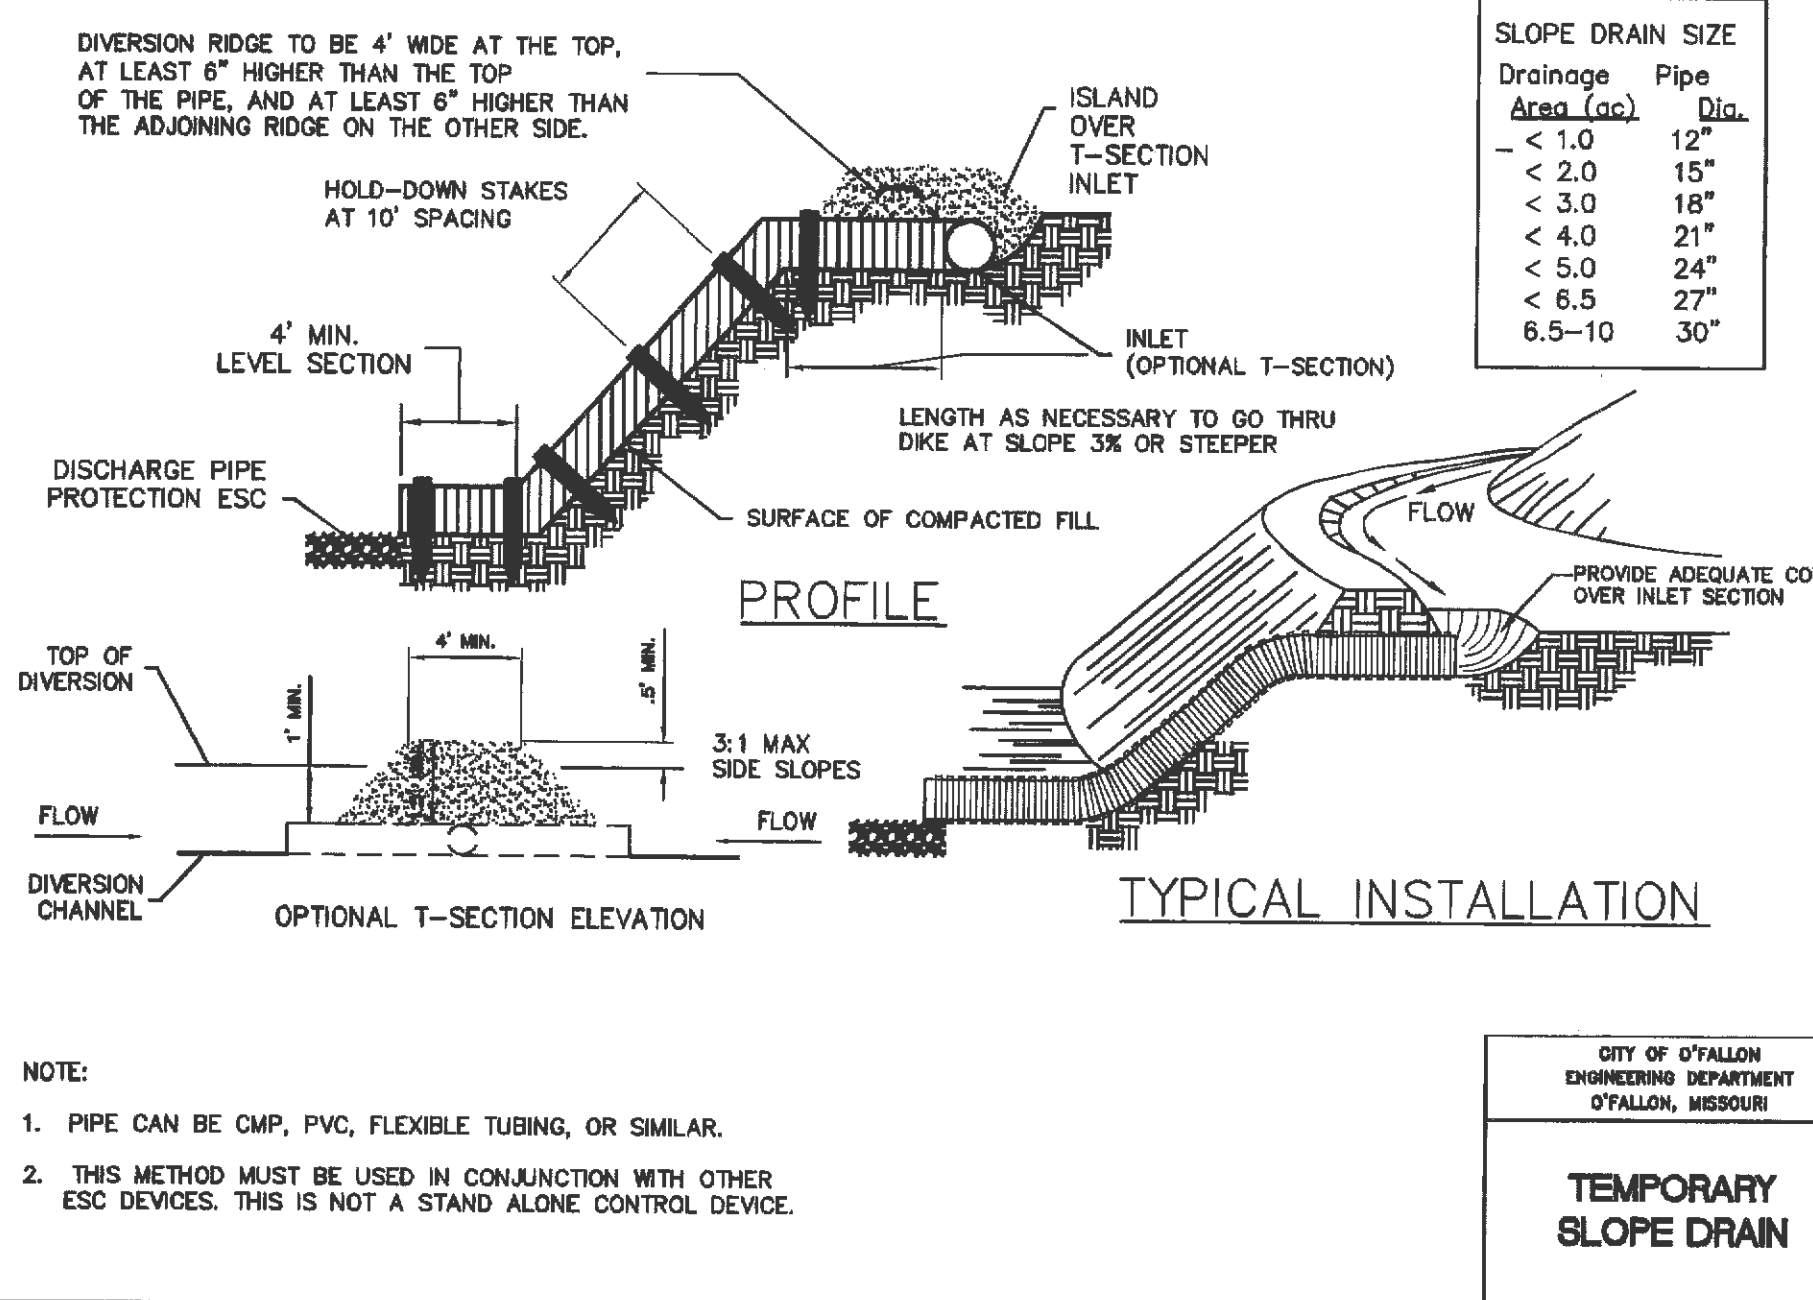 DIVERSION RIDGE TO BE 4' WIDE AT THE TOP,
AT LEAST 6" HIGHER THAN THE TOP
OF THE PIPE, AND AT LEAST 6" HIGHER THAN
THE ADJOINING RIDGE ON THE OTHER SIDE.
HOLD-DOWN STAKES
AT 10' SPACING
ISLAND
OVER
T-SECTION
INLET
SLOPE DRAIN SIZE
Drainage Pipe
Area (ac) Dia.
< 1.0 12"
< 2.0 15"
< 3.0 18"
< 4.0 21"
< 5.0 24"
< 6.5 27"
6.5-10 30"
4' MIN.
LEVEL SECTION
INLET
(OPTIONAL T-SECTION)
LENGTH AS NECESSARY TO GO THRU
DIKE AT SLOPE 3% OR STEEPER
DISCHARGE PIPE
PROTECTION ESC
SURFACE OF COMPACTED FILL
PROFILE
FLOW
PROVIDE ADEQUATE
OVER INLET SECTION
TOP OF
DIVERSION
4' MIN.
.5' MIN.
1' MIN.
3:1 MAX
SIDE SLOPES
FLOW
FLOW
DIVERSION
CHANNEL
OPTIONAL T-SECTION ELEVATION
TYPICAL INSTALLATION
NOTE:
1. PIPE CAN BE CMP, PVC, FLEXIBLE TUBING, OR SIMILAR.
2. THIS METHOD MUST BE USED IN CONJUNCTION WITH OTHER
ESC DEVICES. THIS IS NOT A STAND ALONE CONTROL DEVICE.
CITY OF O'FALLON
ENGINEERING DEPARTMENT
O'FALLON, MISSOURI
TEMPORARY
SLOPE DRAIN